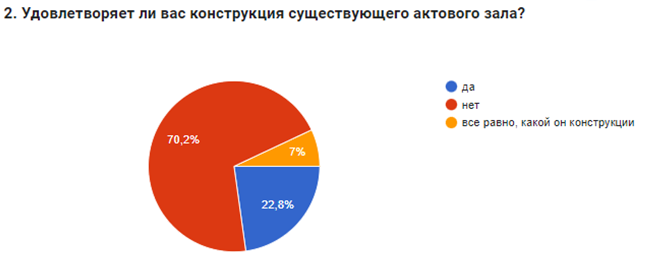 2. Удовлетворяет ли вас конструкция существующего актового зала?
да
нет
все равно, какой он конструкции
70,2%
7%
22,8%